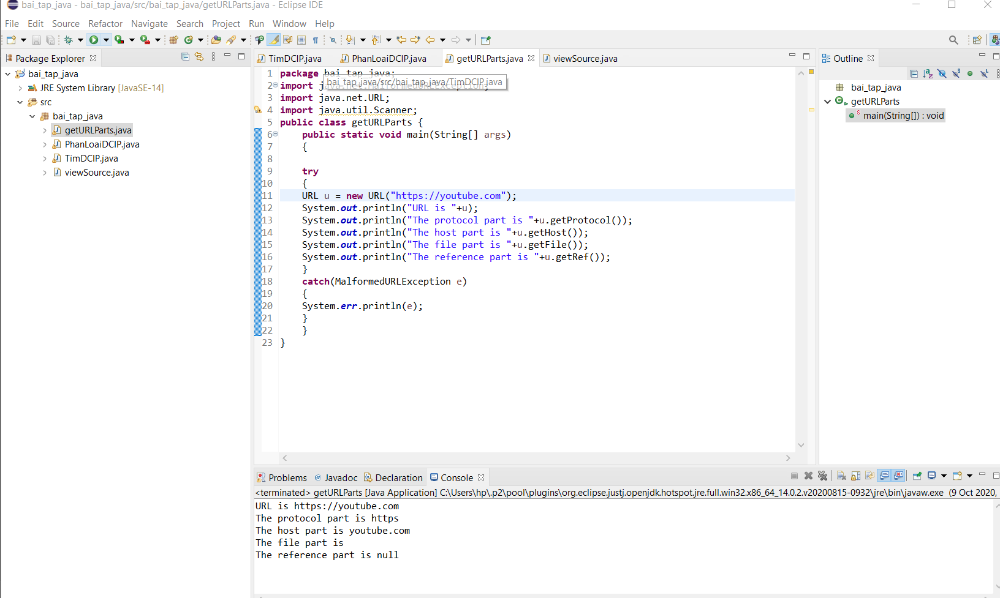 bai_tap_java - bai_tap_java/src/bai_tap_java/getURLParts.java - Eclipse IDE
File Edit Source Refactor Navigate Search Project Run Window Help
Package Explorer
bai_tap_java
JRE System Library [JavaSE-14]
src
bai_tap_java
getURLParts.java
PhanLoaiDCIP.java
TimDCIP.java
viewSource.java
TimDCIP.java PhanLoaiDCIP.java getURLParts.java viewSource.java
1 package bai_tap_java;
bai_tap_java/src/bai_tap_java/TimDCIP.java
2 import java.net.MalformedURLException;
3 import java.net.URL;
4 import java.util.Scanner;
5 public class getURLParts {
6 public static void main(String[] args)
7 {
8
9 try
10 {
11 URL u = new URL("https://youtube.com");
12 System.out.println("URL is "+u);
13 System.out.println("The protocol part is "+u.getProtocol());
14 System.out.println("The host part is "+u.getHost());
15 System.out.println("The file part is "+u.getFile());
16 System.out.println("The reference part is "+u.getRef());
17 }
18 catch(MalformedURLException e)
19 {
20 System.err.println(e);
21 }
22 }
23 }
Outline
bai_tap_java
getURLParts
main(String[]) : void
Problems @ Javadoc Declaration Console
<terminated> getURLParts [Java Application] C:\Users\hp\.p2\pool\plugins\org.eclipse.justj.openjdk.hotspot.jre.full.win32.x86_64_14.0.2.v20200815-0932\jre\bin\javaw.exe (9 Oct 2020,
URL is https://youtube.com
The protocol part is https
The host part is youtube.com
The file part is
The reference part is null